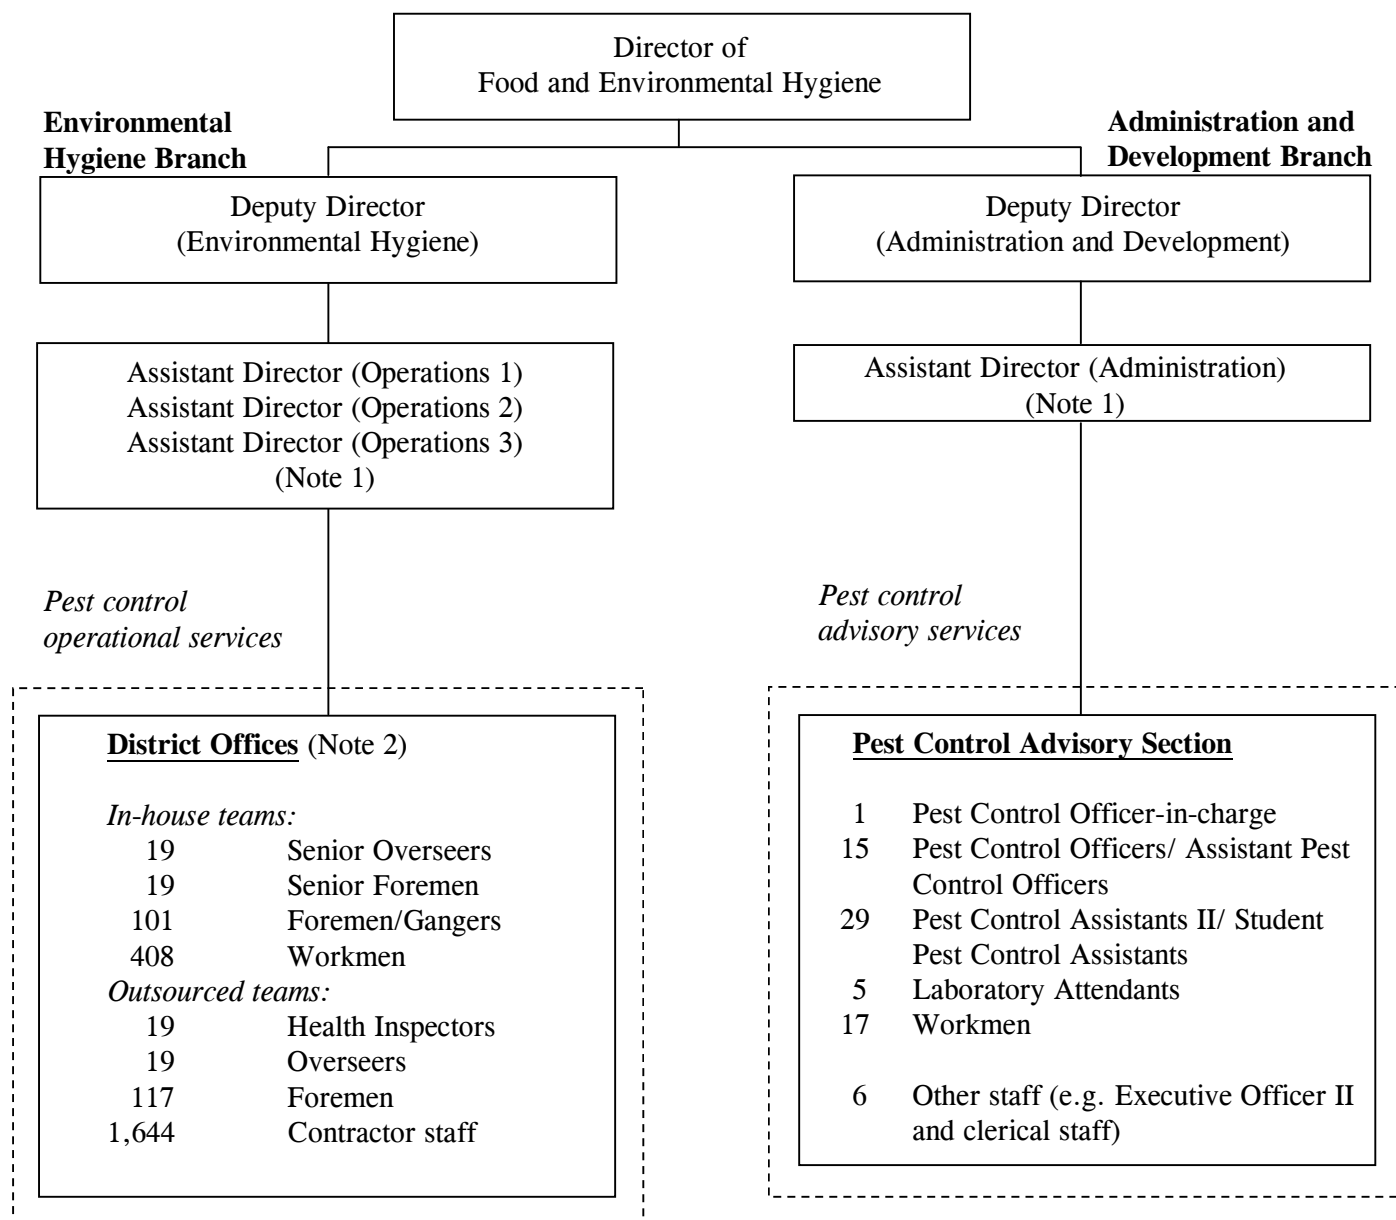 Director of
Food and Environmental Hygiene
Environmental
Hygiene Branch
Administration and
Development Branch
Deputy Director
(Environmental Hygiene)
Deputy Director
(Administration and Development)
Assistant Director (Operations 1)
Assistant Director (Operations 2)
Assistant Director (Operations 3)
(Note 1)
Assistant Director (Administration)
(Note 1)
Pest control
operational services
Pest control
advisory services
District Offices (Note 2)
In-house teams:
19 Senior Overseers
19 Senior Foremen
101 Foremen/Gangers
408 Workmen
Outsourced teams:
19 Health Inspectors
19 Overseers
117 Foremen
1,644 Contractor staff
Pest Control Advisory Section
1 Pest Control Officer-in-charge
15 Pest Control Officers/ Assistant Pest
Control Officers
29 Pest Control Assistants II/ Student
Pest Control Assistants
5 Laboratory Attendants
17 Workmen
6 Other staff (e.g. Executive Officer II
and clerical staff)